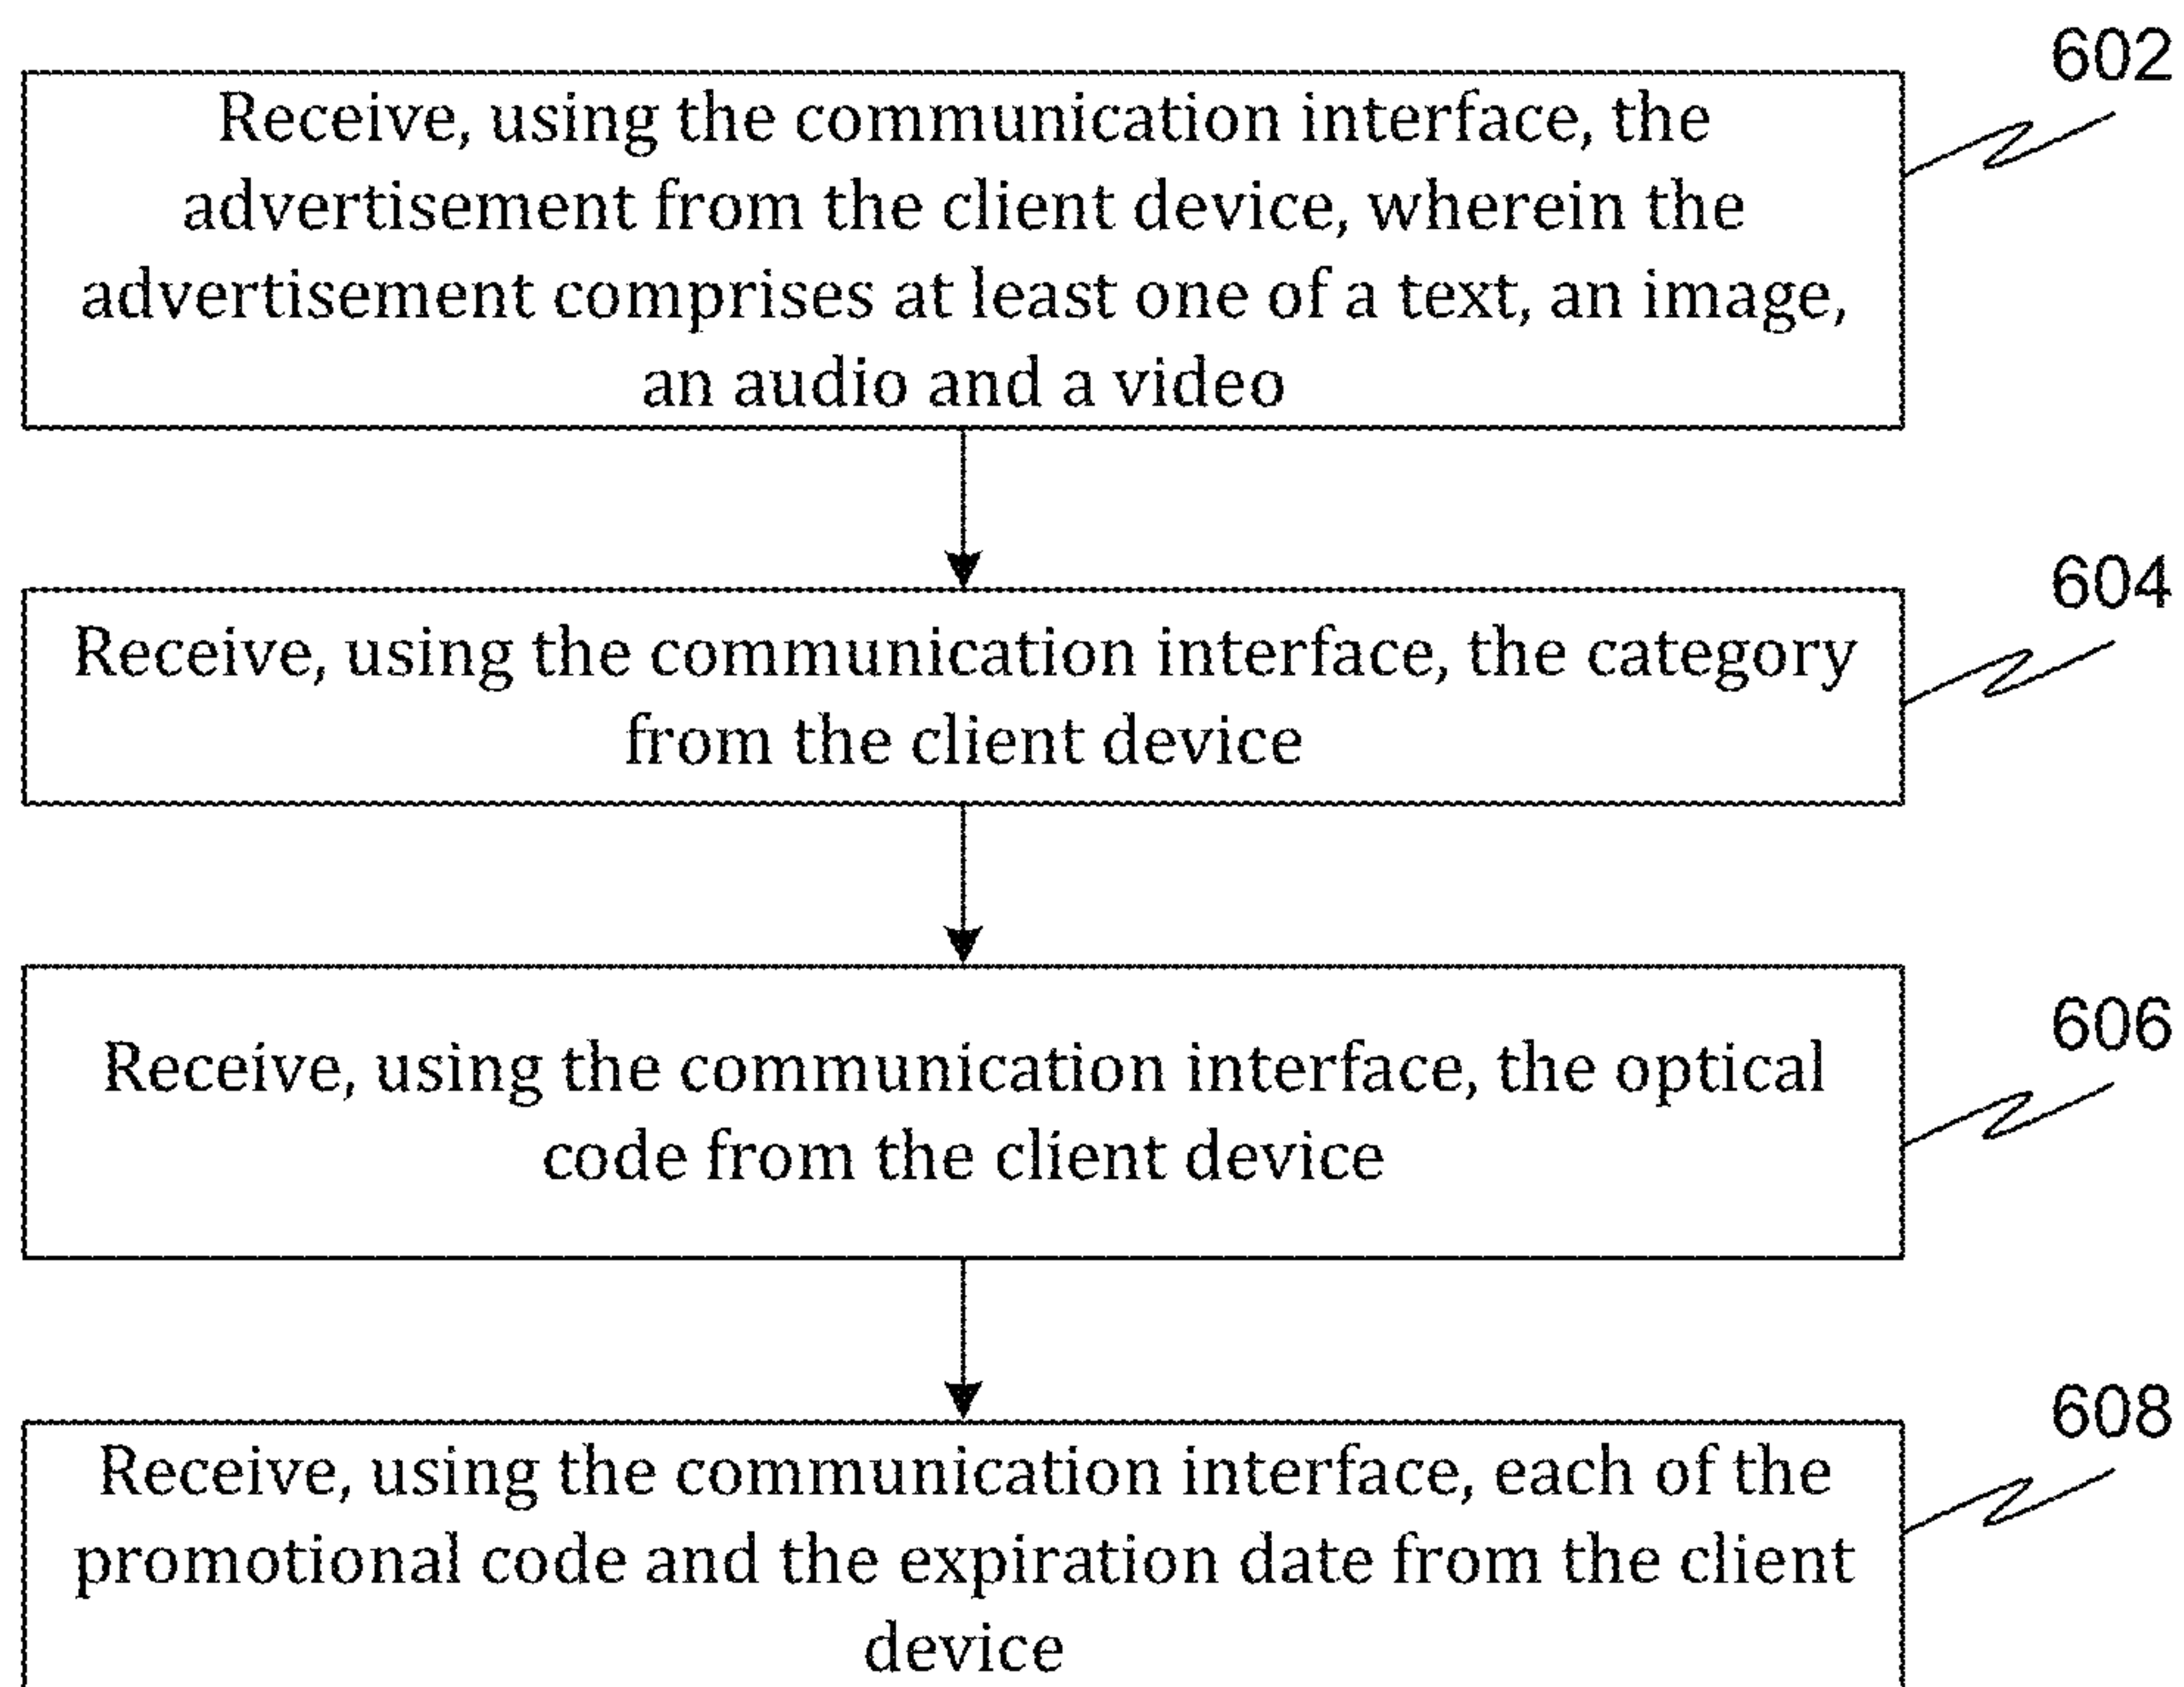 602
Receive, using the communication interface, the
advertisement from the client device, wherein the
advertisement comprises at least one of a text, an image,
an audio and a video
604
Receive, using the communication interface, the category
from the client device
606
Receive, using the communication interface, the optical
code from the client device
608
Receive, using the communication interface, each of the
promotional code and the expiration date from the client
device